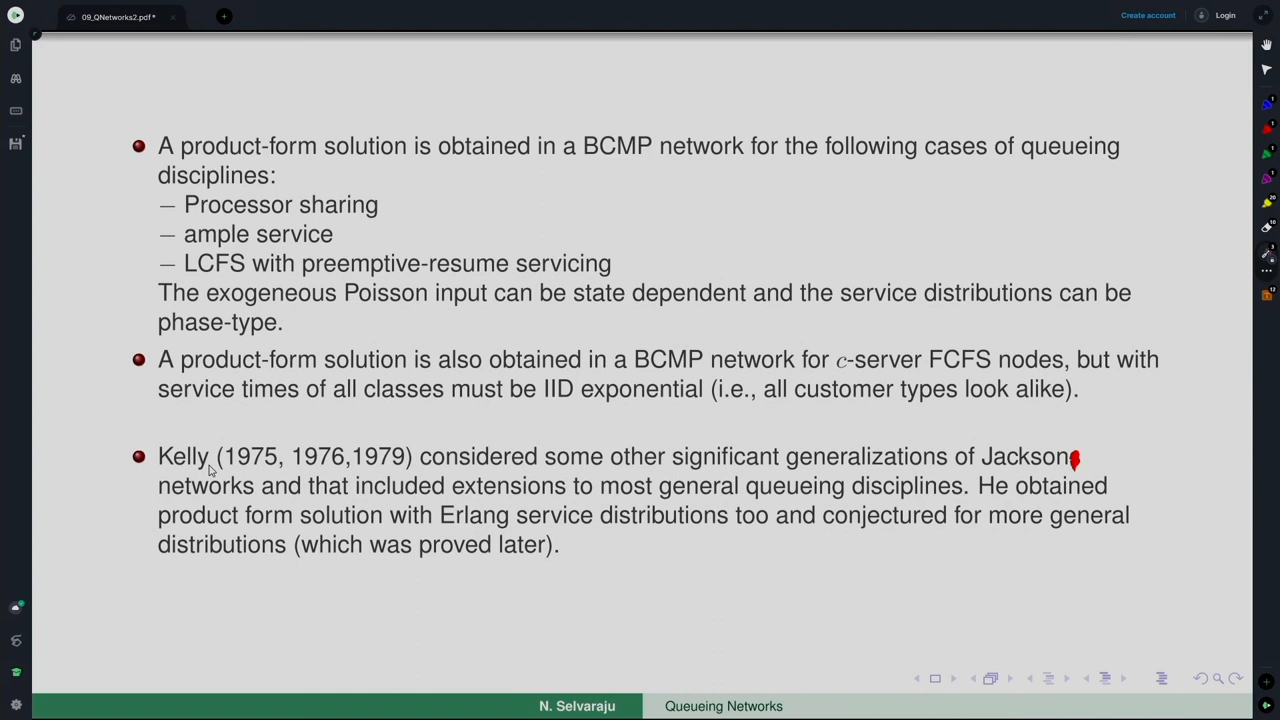 09_QNetworks2.pdf*
Create account
Login
A product-form solution is obtained in a BCMP network for the following cases of queueing
disciplines:
– Processor sharing
– ample service
– LCFS with preemptive-resume servicing
The exogeneous Poisson input can be state dependent and the service distributions can be
phase-type.
A product-form solution is also obtained in a BCMP network for c-server FCFS nodes, but with
service times of all classes must be IID exponential (i.e., all customer types look alike).
Kelly (1975, 1976,1979) considered some other significant generalizations of Jackson
networks and that included extensions to most general queueing disciplines. He obtained
product form solution with Erlang service distributions too and conjectured for more general
distributions (which was proved later).
N. Selvaraju
Queueing Networks